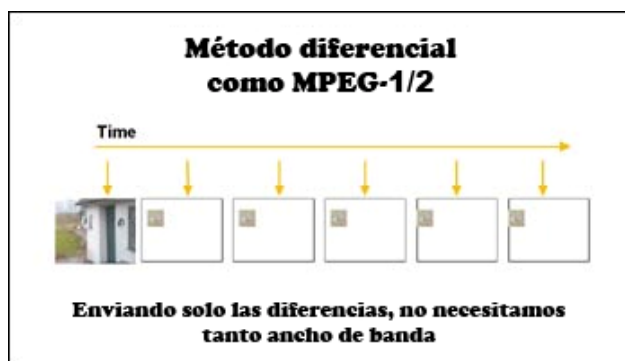 Método diferencial
como MPEG-1/2
Time
Enviando solo las diferencias, no necesitamos
tanto ancho de banda